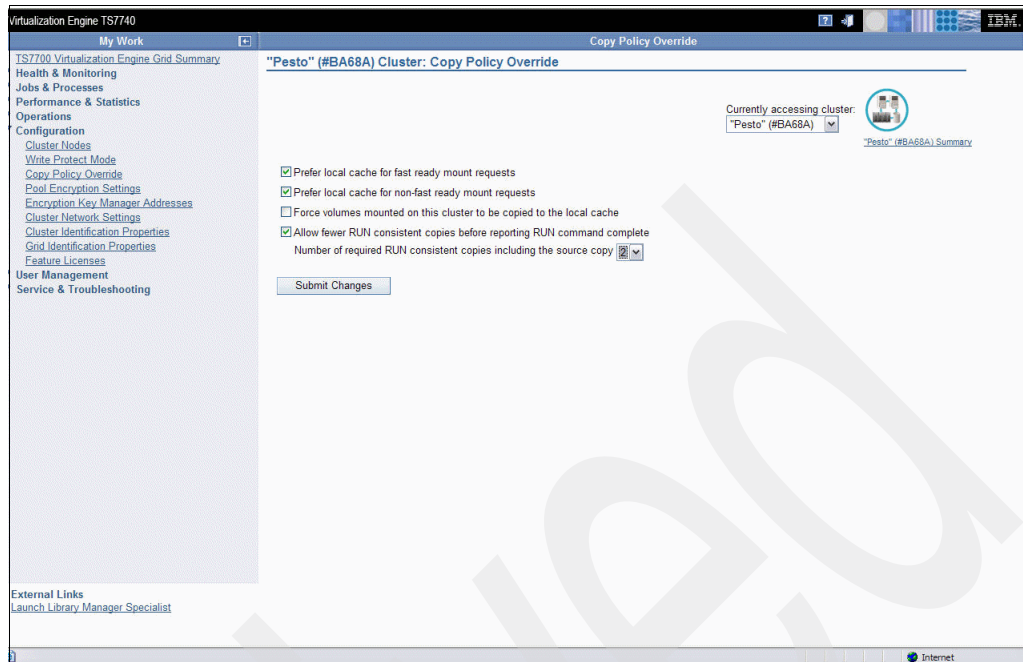 Virtualization Engine TS7740
IBM.
My Work
Copy Policy Override
TS7700 Virtualization Engine Grid Summary
Health & Monitoring
Jobs & Processes
Performance & Statistics
Operations
Configuration
Cluster Nodes
Write Protect Mode
Copy Policy Override
Pool Encryption Settings
Encryption Key Manager Addresses
Cluster Network Settings
Cluster Identification Properties
Grid Identification Properties
Feature Licenses
User Management
Service & Troubleshooting
External Links
Launch Library Manager Specialist
"Pesto" (#BA68A) Cluster: Copy Policy Override
Currently accessing cluster:
"Pesto" (#BA68A)
"Pesto" (#BA68A) Summary
Prefer local cache for fast ready mount requests
Prefer local cache for non-fast ready mount requests
Force volumes mounted on this cluster to be copied to the local cache
Allow fewer RUN consistent copies before reporting RUN command complete
Number of required RUN consistent copies including the source copy 2
Submit Changes
Internet